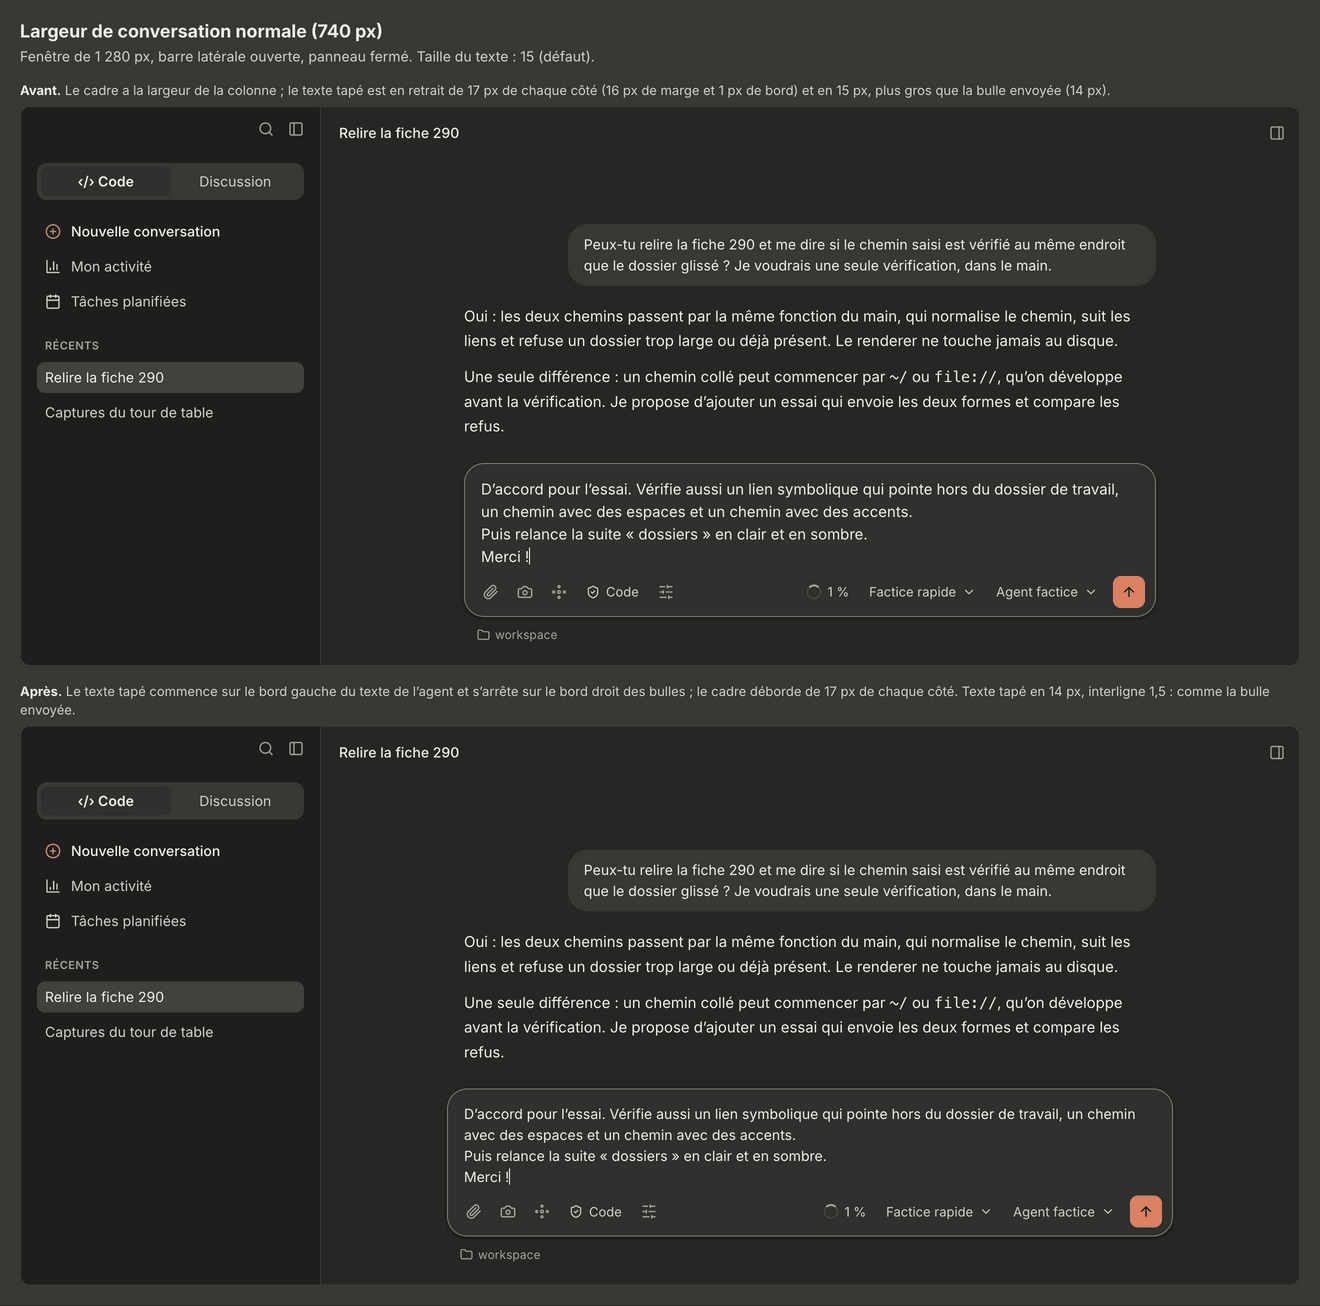 Largeur de conversation normale (740 px)
Fenêtre de 1 280 px, barre latérale ouverte, panneau fermé. Taille du texte : 15 (défaut).
Avant. Le cadre a la largeur de la colonne ; le texte tapé est en retrait de 17 px de chaque côté (16 px de marge et 1 px de bord) et en 15 px, plus gros que la bulle envoyée (14 px).
Relire la fiche 290
</> Code
Discussion
Nouvelle conversation
Mon activité
Tâches planifiées
RÉCENTS
Relire la fiche 290
Captures du tour de table
Peux-tu relire la fiche 290 et me dire si le chemin saisi est vérifié au même endroit
que le dossier glissé ? Je voudrais une seule vérification, dans le main.
Oui : les deux chemins passent par la même fonction du main, qui normalise le chemin, suit les
liens et refuse un dossier trop large ou déjà présent. Le renderer ne touche jamais au disque.
Une seule différence : un chemin collé peut commencer par ~/ ou file://, qu’on développe
avant la vérification. Je propose d’ajouter un essai qui envoie les deux formes et compare les
refus.
D’accord pour l’essai. Vérifie aussi un lien symbolique qui pointe hors du dossier de travail,
un chemin avec des espaces et un chemin avec des accents.
Puis relance la suite « dossiers » en clair et en sombre.
Merci !
Code
1 %
Factice rapide
Agent factice
workspace
Après. Le texte tapé commence sur le bord gauche du texte de l’agent et s’arrête sur le bord droit des bulles ; le cadre déborde de 17 px de chaque côté. Texte tapé en 14 px, interligne 1,5 : comme la bulle
envoyée.
Relire la fiche 290
</> Code
Discussion
Nouvelle conversation
Mon activité
Tâches planifiées
RÉCENTS
Relire la fiche 290
Captures du tour de table
Peux-tu relire la fiche 290 et me dire si le chemin saisi est vérifié au même endroit
que le dossier glissé ? Je voudrais une seule vérification, dans le main.
Oui : les deux chemins passent par la même fonction du main, qui normalise le chemin, suit les
liens et refuse un dossier trop large ou déjà présent. Le renderer ne touche jamais au disque.
Une seule différence : un chemin collé peut commencer par ~/ ou file://, qu’on développe
avant la vérification. Je propose d’ajouter un essai qui envoie les deux formes et compare les
refus.
D’accord pour l’essai. Vérifie aussi un lien symbolique qui pointe hors du dossier de travail, un chemin
avec des espaces et un chemin avec des accents.
Puis relance la suite « dossiers » en clair et en sombre.
Merci !
Code
1 %
Factice rapide
Agent factice
workspace